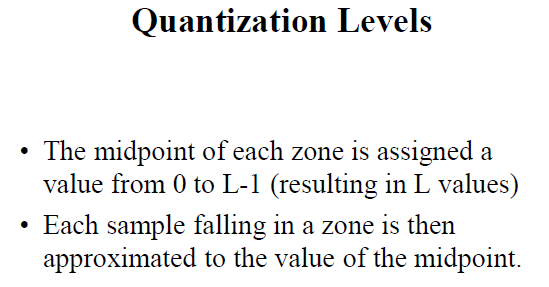 Quantization Levels
• The midpoint of each zone is assigned a
value from 0 to L-1 (resulting in L values)
• Each sample falling in a zone is then
approximated to the value of the midpoint.